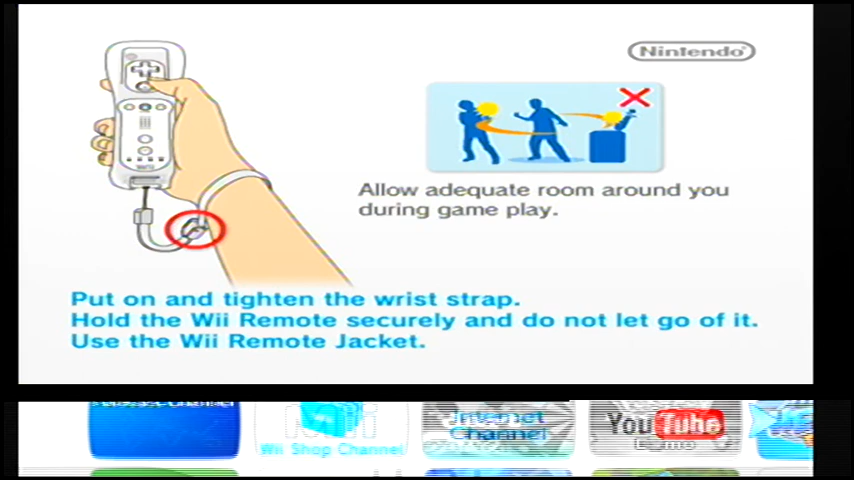 Nintendo
Allow adequate room around you
during game play.
Put on and tighten the wrist strap.
Hold the Wii Remote securely and do not let go of it.
Use the Wii Remote Jacket.
Internet
Channel
YouTube
Wii Shop Channel